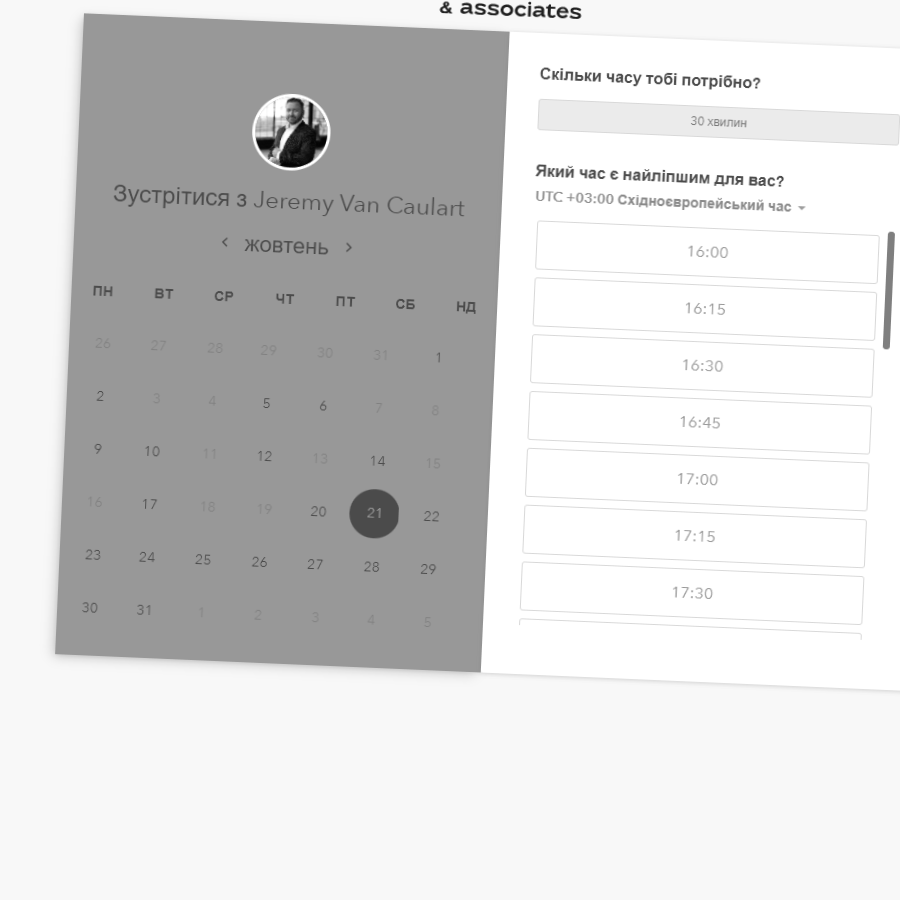 & associates
Зустрітися з Jeremy Van Caulart
жовтень
ПН ВТ СР ЧТ ПТ СБ НД
26 27 28 29 30 31 1
2 3 4 5 6 7 8
9 10 11 12 13 14 15
16 17 18 19 20 21 22
23 24 25 26 27 28 29
30 31 1 2 3 4 5
Скільки часу тобі потрібно?
30 хвилин
Який час є найліпшим для вас?
UTC +03:00 Східноєвропейський час
16:00
16:15
16:30
16:45
17:00
17:15
17:30